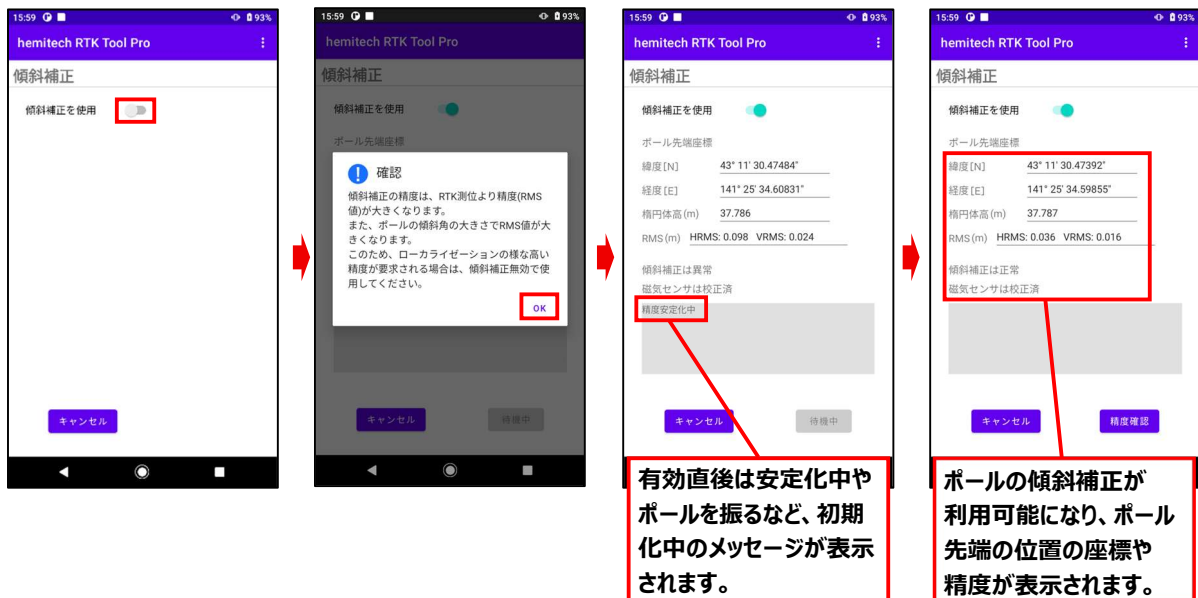 15:59 93%
hemitech RTK Tool Pro
傾斜補正
傾斜補正を使用
キャンセル
15:59 93%
hemitech RTK Tool Pro
傾斜補正
傾斜補正を使用
ポール先端座標
確認
傾斜補正の精度は、RTK測位より精度(RMS
値)が大きくなります。
また、ポールの傾斜角の大きさでRMS値が大
きくなります。
このため、ローカライゼーションの様な高い
精度が要求される場合は、傾斜補正無効で使
用してください。
OK
キャンセル 待機中
15:59 93%
hemitech RTK Tool Pro
傾斜補正
傾斜補正を使用
ポール先端座標
緯度[N] 43° 11' 30.47484"
経度[E] 141° 25' 34.60831"
楕円体高(m) 37.786
RMS(m) HRMS: 0.098 VRMS: 0.024
傾斜補正は異常
磁気センサは校正済
精度安定化中
キャンセル 待機中
有効直後は安定化中や
ポールを振るなど、初期
化中のメッセージが表示
されます。
15:59 93%
hemitech RTK Tool Pro
傾斜補正
傾斜補正を使用
ポール先端座標
緯度[N] 43° 11' 30.47392"
経度[E] 141° 25' 34.59855"
楕円体高(m) 37.787
RMS(m) HRMS: 0.036 VRMS: 0.016
傾斜補正は正常
磁気センサは校正済
キャンセル 精度確認
ポールの傾斜補正が
利用可能になり、ポール
先端の位置の座標や
精度が表示されます。